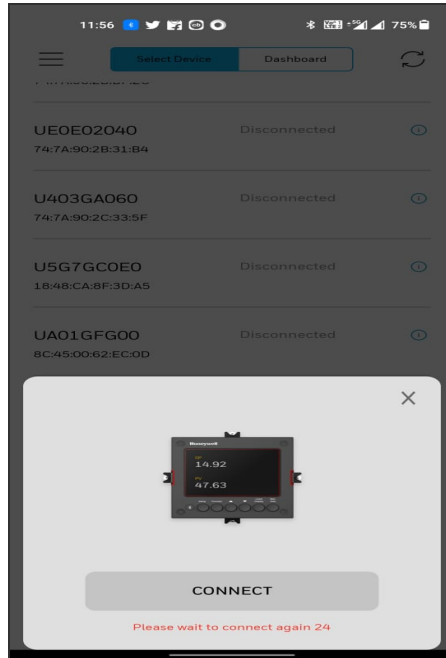 11:56 75%
Select Device Dashboard
UE0E02040 Disconnected
74:7A:90:2B:31:B4
U403GA060 Disconnected
74:7A:90:2C:33:5F
U5G7GC0E0 Disconnected
18:48:CA:8F:3D:A5
UA01GFG00 Disconnected
8C:45:00:62:EC:0D
Honeywell
SP
14.92
PV
47.63
CONNECT
Please wait to connect again 24